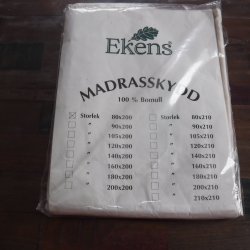 Ekens
MADRASSKYDD
100 % Bomull
Storlek 80x200 Storlek 80x210
" 90x200 " 90x210
" 105x200 " 105x210
" 120x200 " 120x210
" 140x200 " 140x210
" 160x200 " 160x210
" 180x200 " 180x210
" 200x200 " 200x210
" 210x210